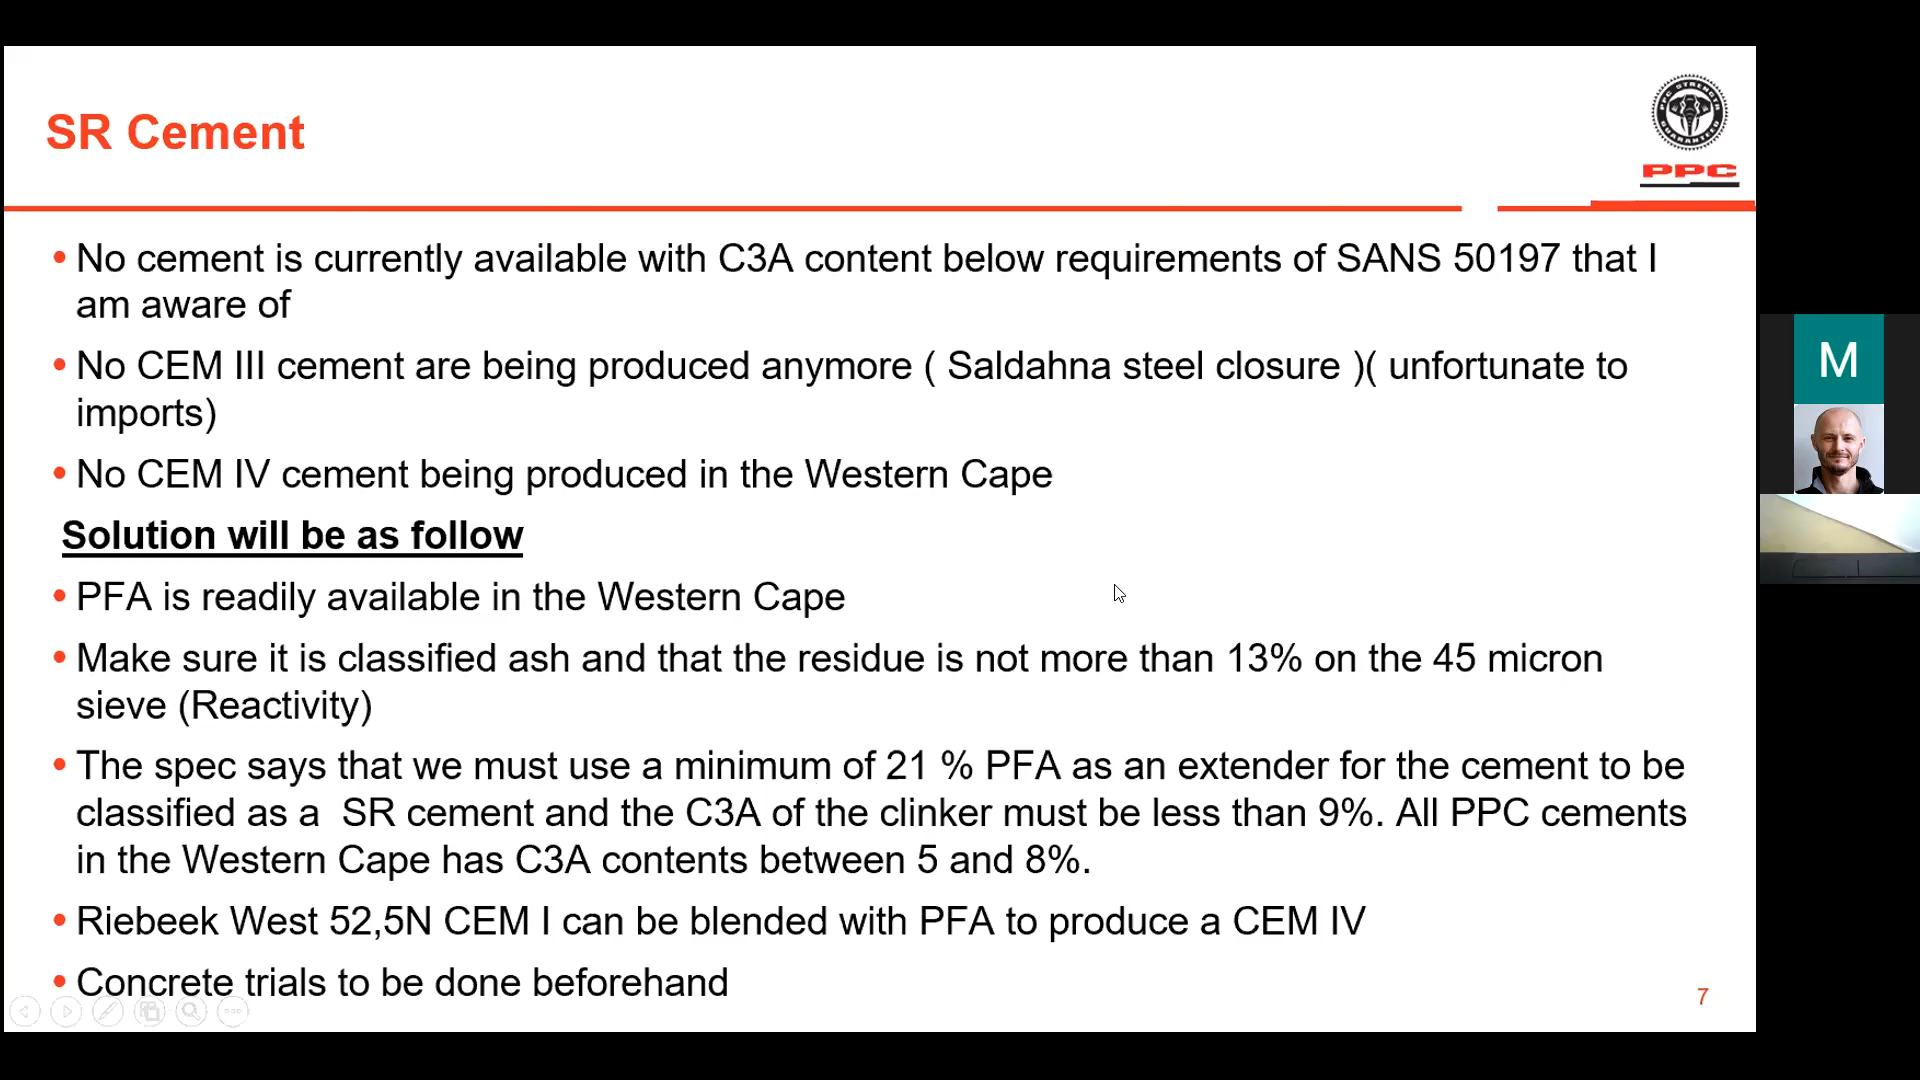 SR Cement
PPC STRENGTH
GUARANTEED
PPC
• No cement is currently available with C3A content below requirements of SANS 50197 that I
am aware of
• No CEM III cement are being produced anymore ( Saldahna steel closure )( unfortunate to
imports)
• No CEM IV cement being produced in the Western Cape
Solution will be as follow
• PFA is readily available in the Western Cape
• Make sure it is classified ash and that the residue is not more than 13% on the 45 micron
sieve (Reactivity)
• The spec says that we must use a minimum of 21 % PFA as an extender for the cement to be
classified as a  SR cement and the C3A of the clinker must be less than 9%. All PPC cements
in the Western Cape has C3A contents between 5 and 8%.
• Riebeek West 52,5N CEM I can be blended with PFA to produce a CEM IV
• Concrete trials to be done beforehand
7
M